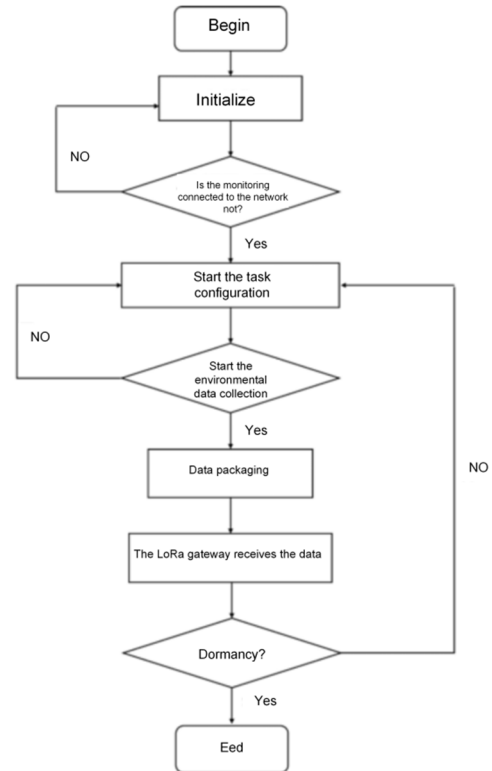 Begin
Initialize
NO
Is the monitoring
connected to the network
not?
Yes
Start the task
configuration
NO
Start the
environmental
data collection
Yes
Data packaging
NO
The LoRa gateway receives the data
Dormancy?
Yes
Eed